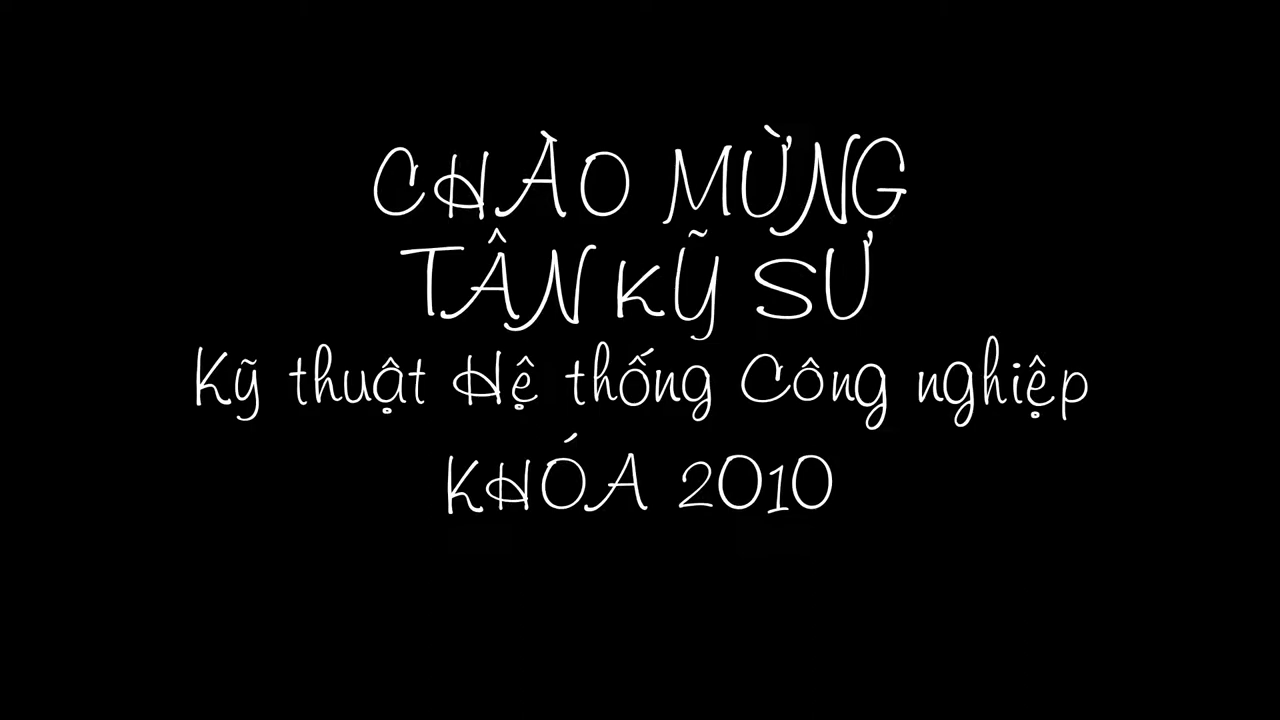 CHÀO MỪNG
TÂN KỸ SƯ
Kỹ thuật Hệ thống Công nghiệp
KHÓA 2010